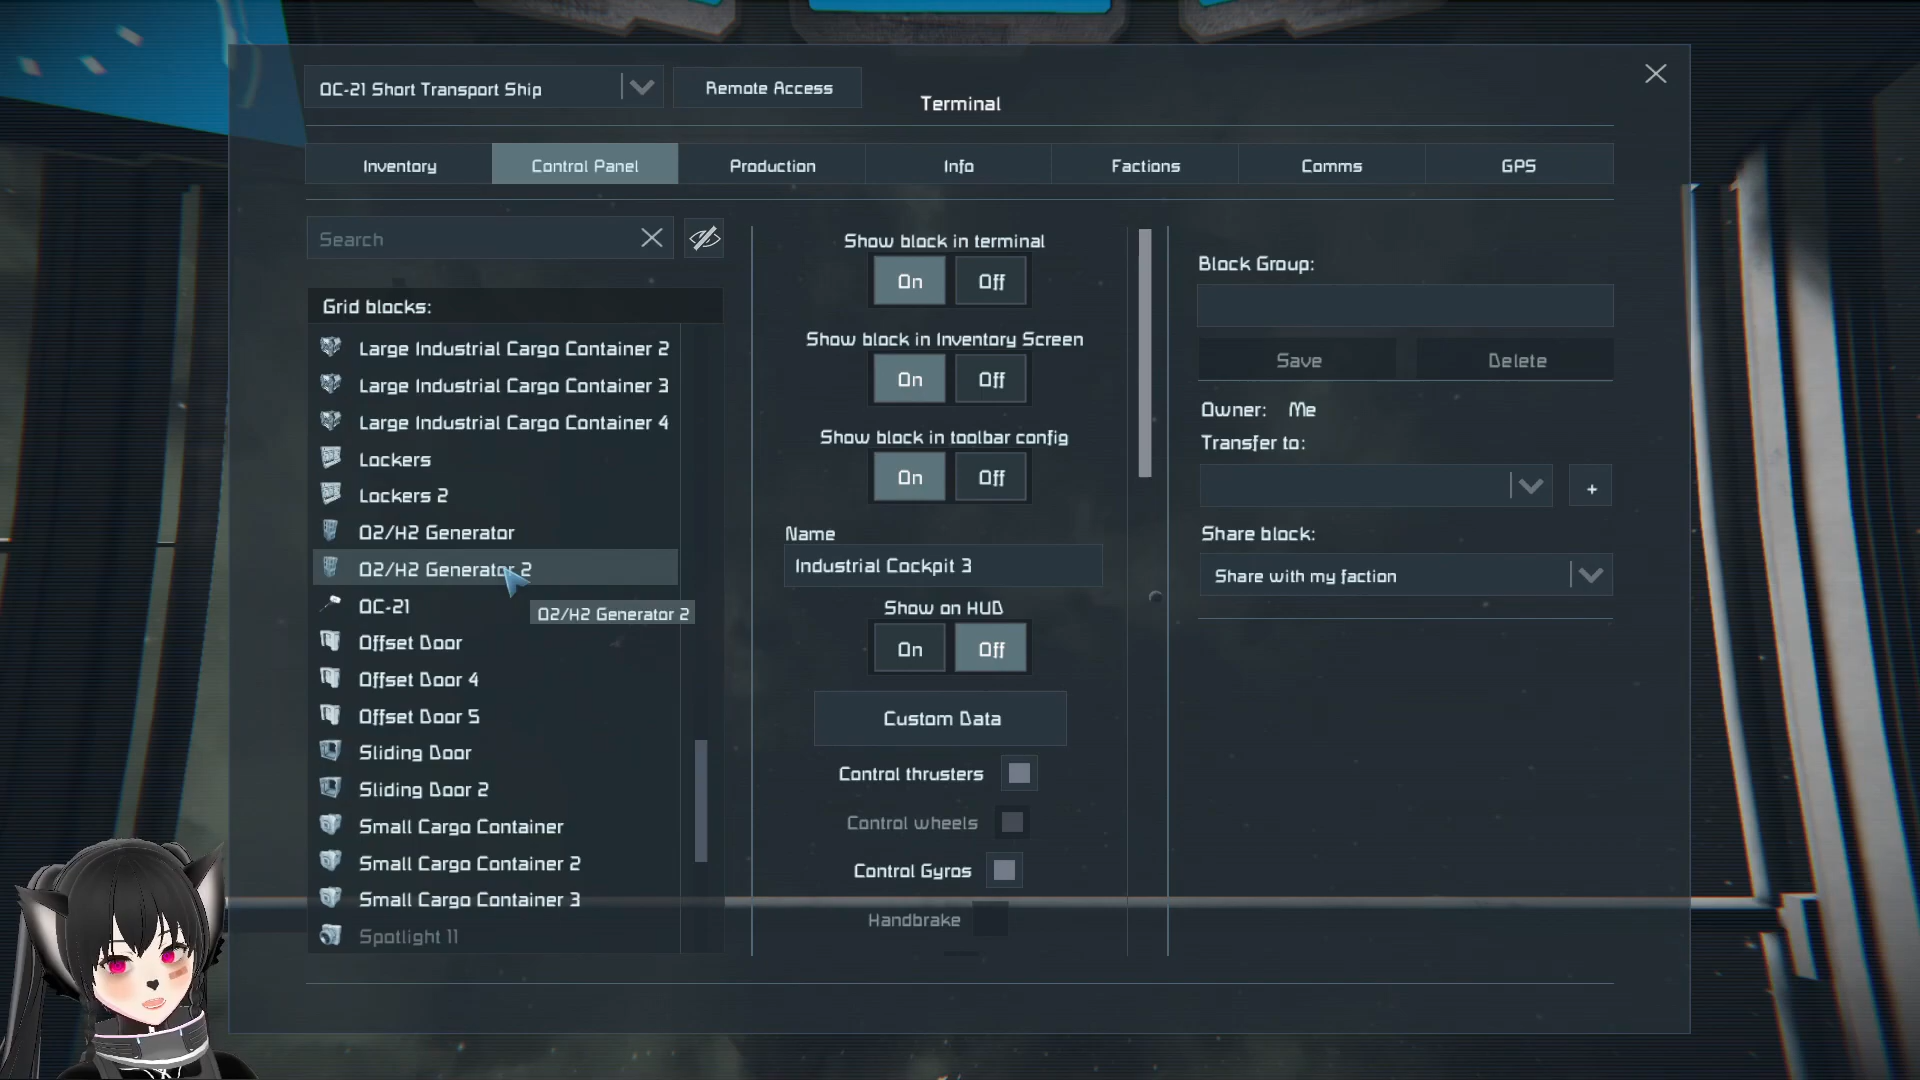 OC-21 Short Transport Ship
Remote Access
Terminal
Inventory
Control Panel
Production
Info
Factions
Comms
GPS
Search
Grid blocks:
Large Industrial Cargo Container 2
Large Industrial Cargo Container 3
Large Industrial Cargo Container 4
Lockers
Lockers 2
O2/H2 Generator
O2/H2 Generator 2
O2/H2 Generator 2
OC-21
Offset Door
Offset Door 4
Offset Door 5
Sliding Door
Sliding Door 2
Small Cargo Container
Small Cargo Container 2
Small Cargo Container 3
Spotlight 11
Show block in terminal
On Off
Show block in Inventory Screen
On Off
Show block in toolbar config
On Off
Name
Industrial Cockpit 3
Show on HUD
On Off
Custom Data
Control thrusters
Control wheels
Control Gyros
Handbrake
Block Group:
Save
Delete
Owner: Me
Transfer to:
+
Share block:
Share with my faction